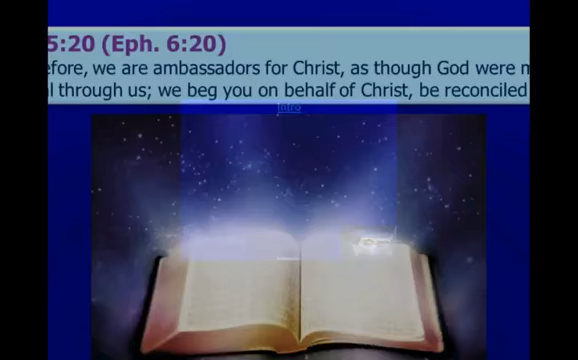 5:20 (Eph. 6:20)
efore, we are ambassadors for Christ, as though God were m
l through us; we beg you on behalf of Christ, be reconciled
Intro